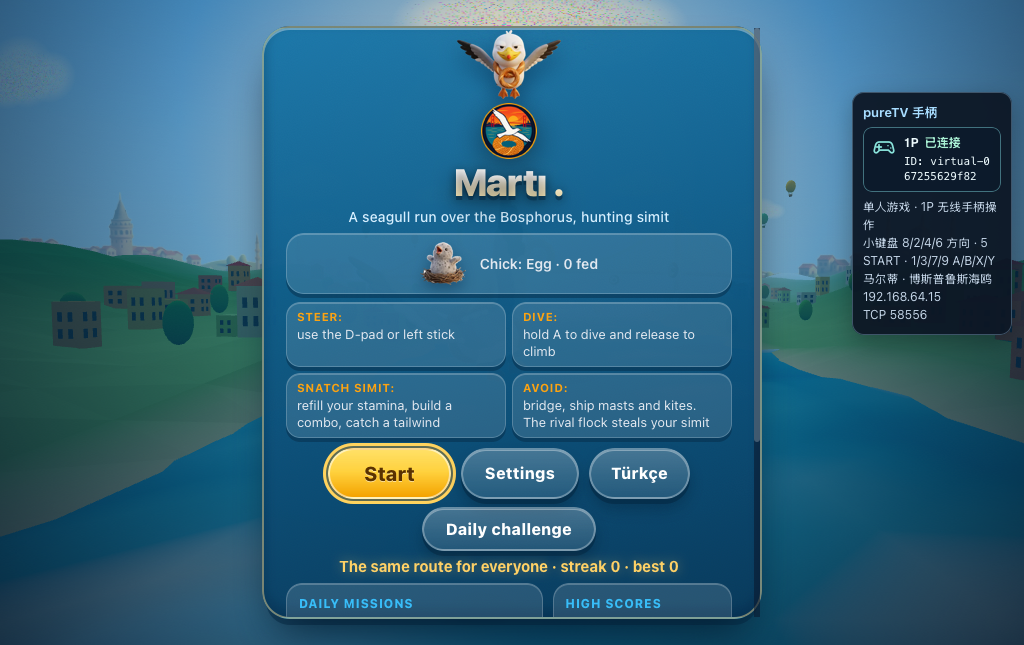 Martı .
A seagull run over the Bosphorus, hunting simit
Chick: Egg · 0 fed
STEER:
use the D-pad or left stick
DIVE:
hold A to dive and release to
climb
SNATCH SIMIT:
refill your stamina, build a
combo, catch a tailwind
AVOID:
bridge, ship masts and kites.
The rival flock steals your simit
Start
Settings
Türkçe
Daily challenge
The same route for everyone · streak 0 · best 0
DAILY MISSIONS
HIGH SCORES
pureTV 手柄
1P 已连接
ID: virtual-0
67255629f82
单人游戏 · 1P 无线手柄操
作
小键盘 8/2/4/6 方向 · 5
START · 1/3/7/9 A/B/X/Y
马尔蒂 · 博斯普鲁斯海鸥
192.168.64.15
TCP 58556